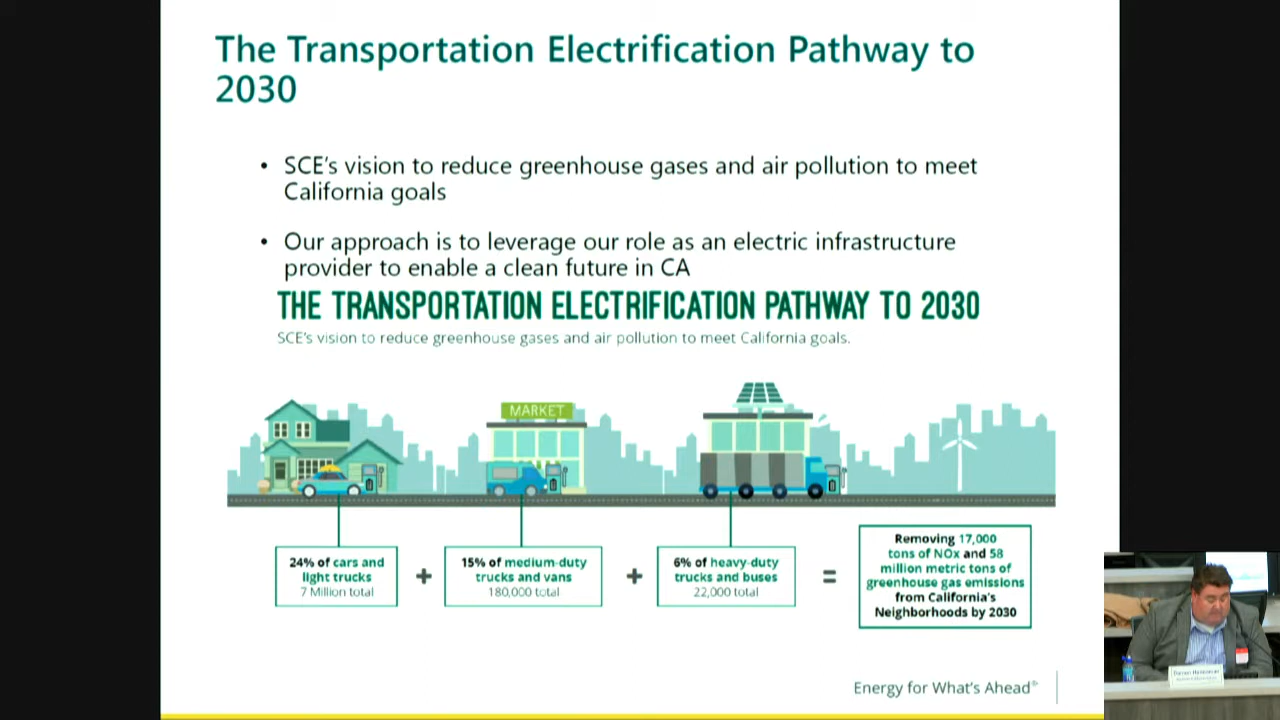 The Transportation Electrification Pathway to
2030
• SCE's vision to reduce greenhouse gases and air pollution to meet
California goals
• Our approach is to leverage our role as an electric infrastructure
provider to enable a clean future in CA
THE TRANSPORTATION ELECTRIFICATION PATHWAY TO 2030
SCE's vision to reduce greenhouse gases and air pollution to meet California goals.
MARKET
24% of cars and
light trucks
7 Million total
+
15% of medium-duty
trucks and vans
180,000 total
+
6% of heavy-duty
trucks and buses
22,000 total
=
Removing 17,000
tons of NOx and 58
million metric tons of
greenhouse gas emissions
from California's
Neighborhoods by 2030
Energy for What's Ahead®